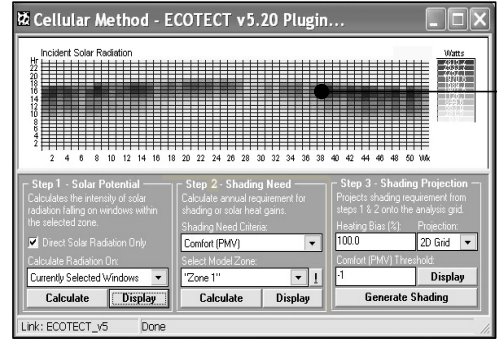 Cellular Method - ECOTECT v5.20 Plugin...
Incident Solar Radiation
Watts
Hr
22
20
18
16
14
12
10
8
6
4
2
2 4 6 8 10 12 14 16 18 20 22 24 26 28 30 32 34 36 38 40 42 44 46 48 50 Wk
Step 1 - Solar Potential
Calculates the intensity of solar
radiation falling on windows within
the selected zone.
Direct Solar Radiation Only
Calculate Radiation On:
Currently Selected Windows
Calculate Display
Step 2 - Shading Need
Calculate annual requirement for
shading or solar heat gains.
Shading Need Criteria:
Comfort (PMV)
Select Model Zone:
"Zone 1" !
Calculate Display
Step 3 - Shading Projection
Projects shading requirement from
steps 1 & 2 onto the analysis grid.
Heating Bias (%): Projection:
100.0 2D Grid
Comfort (PMV) Threshold:
-1 Display
Generate Shading
Link: ECOTECT_v5 Done